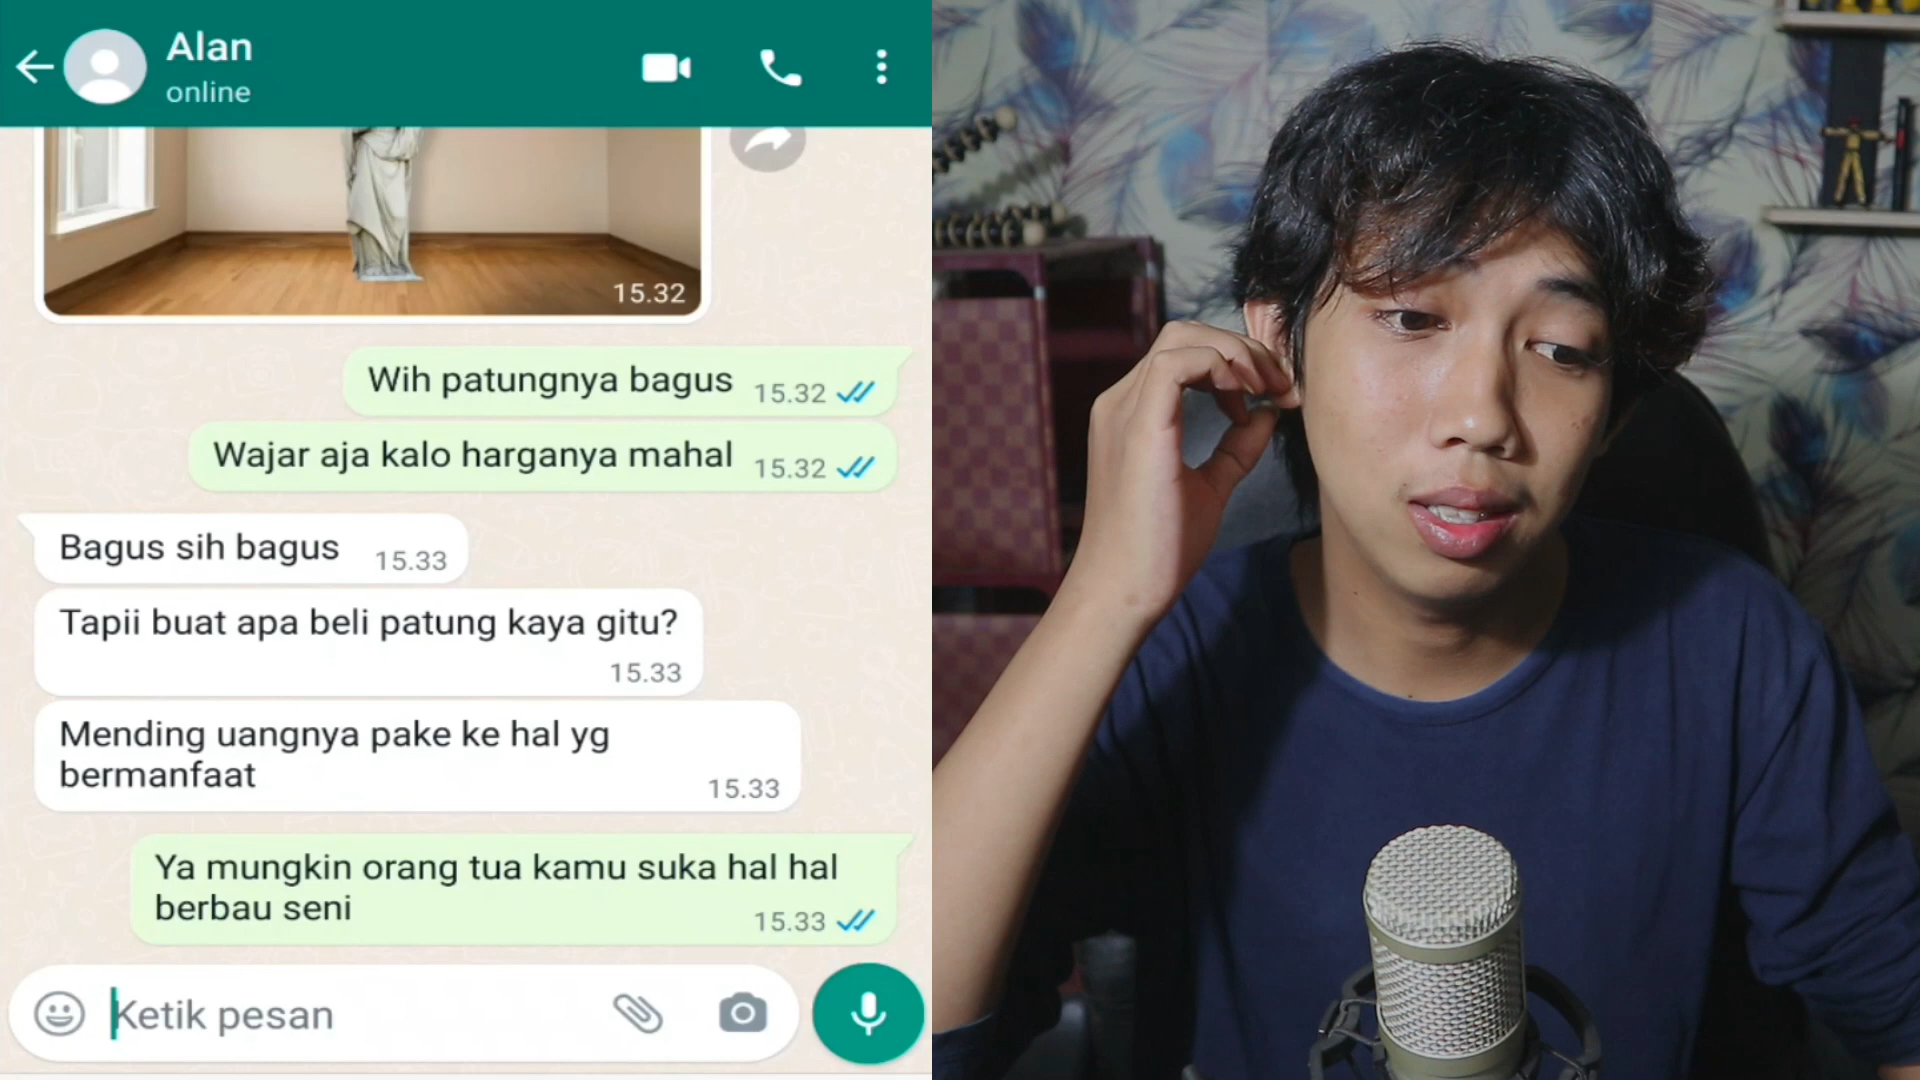 Alan
online
15.32
Wih patungnya bagus 15.32
Wajar aja kalo harganya mahal 15.32
Bagus sih bagus 15.33
Tapii buat apa beli patung kaya gitu?
15.33
Mending uangnya pake ke hal yg
bermanfaat 15.33
Ya mungkin orang tua kamu suka hal hal
berbau seni 15.33
Ketik pesan